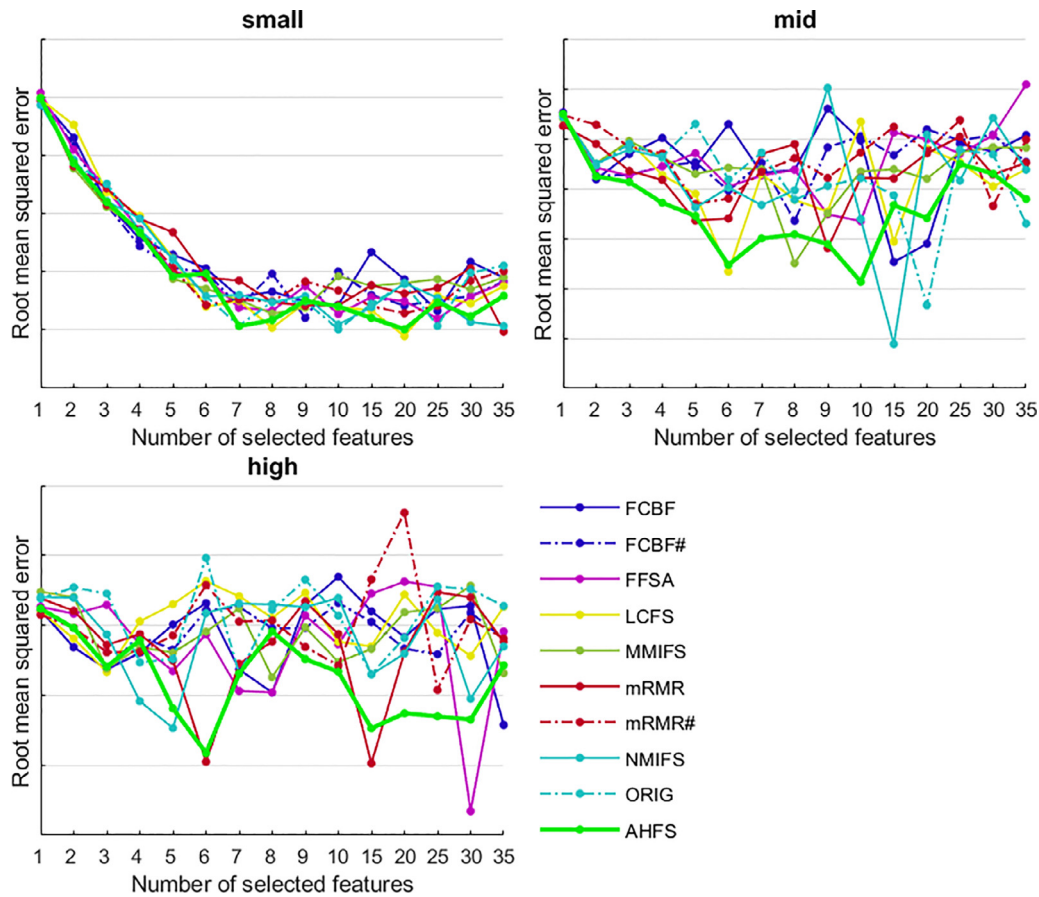 small
mid
Root mean squared error
Root mean squared error
1 2 3 4 5 6 7 8 9 10 15 20 25 30 35
1 2 3 4 5 6 7 8 9 10 15 20 25 30 35
Number of selected features
Number of selected features
high
Root mean squared error
1 2 3 4 5 6 7 8 9 10 15 20 25 30 35
Number of selected features
FCBF
FCBF#
FFSA
LCFS
MMIFS
mRMR
mRMR#
NMIFS
ORIG
AHFS